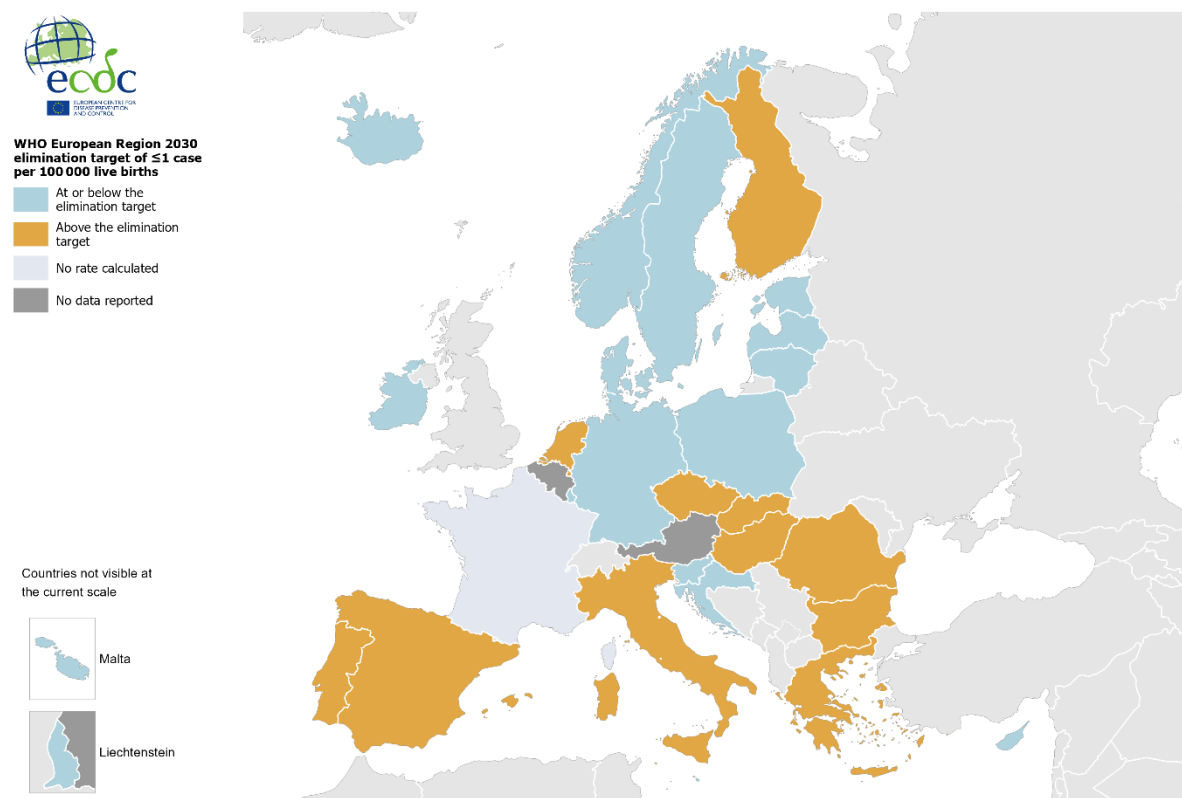 ecdc
EUROPEAN CENTRE FOR
DISEASE PREVENTION
AND CONTROL
WHO European Region 2030
elimination target of ≤1 case
per 100 000 live births
At or below the
elimination target
Above the elimination
target
No rate calculated
No data reported
Countries not visible at
the current scale
Malta
Liechtenstein